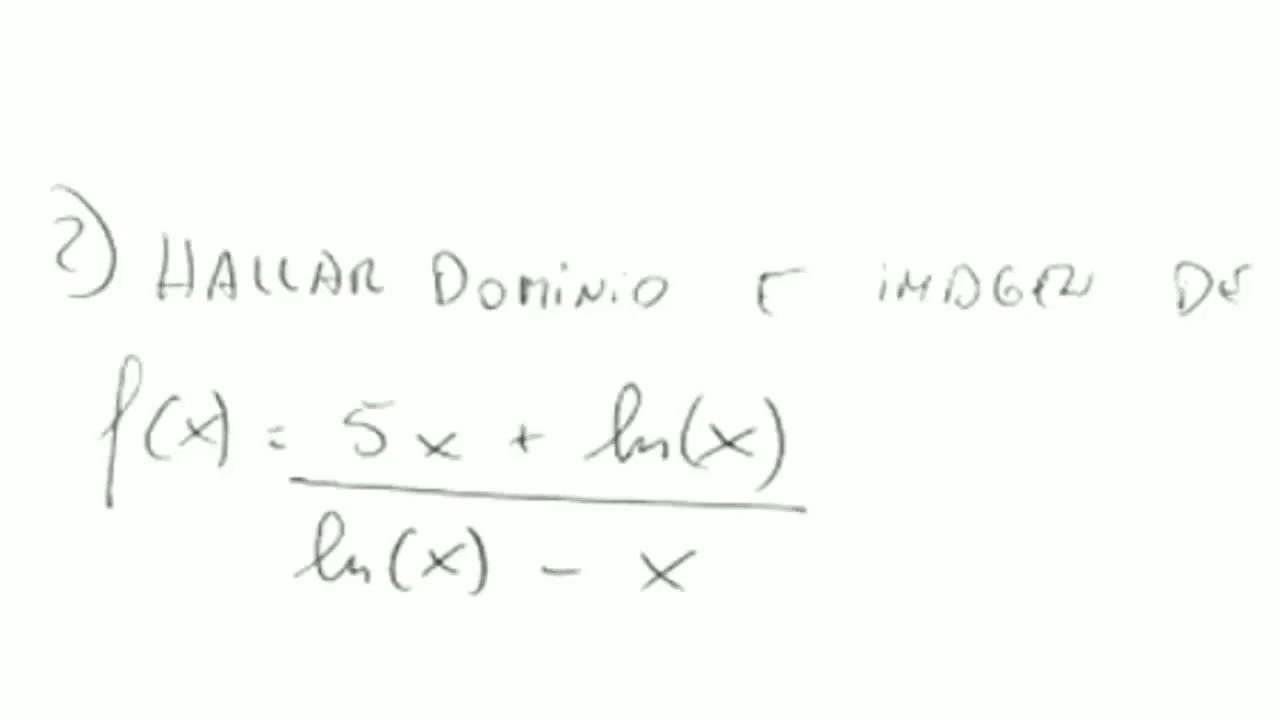 2) HALLAR DOMINIO E IMAGEN DE
f(x) = 5x + ln(x)
ln(x) - x